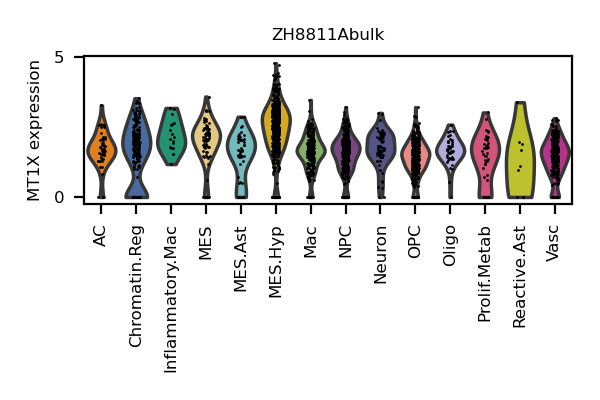 ZH8811Abulk
MT1X expression
5
0
AC
Chromatin.Reg
Inflammatory.Mac
MES
MES.Ast
MES.Hyp
Mac
NPC
Neuron
OPC
Oligo
Prolif.Metab
Reactive.Ast
Vasc